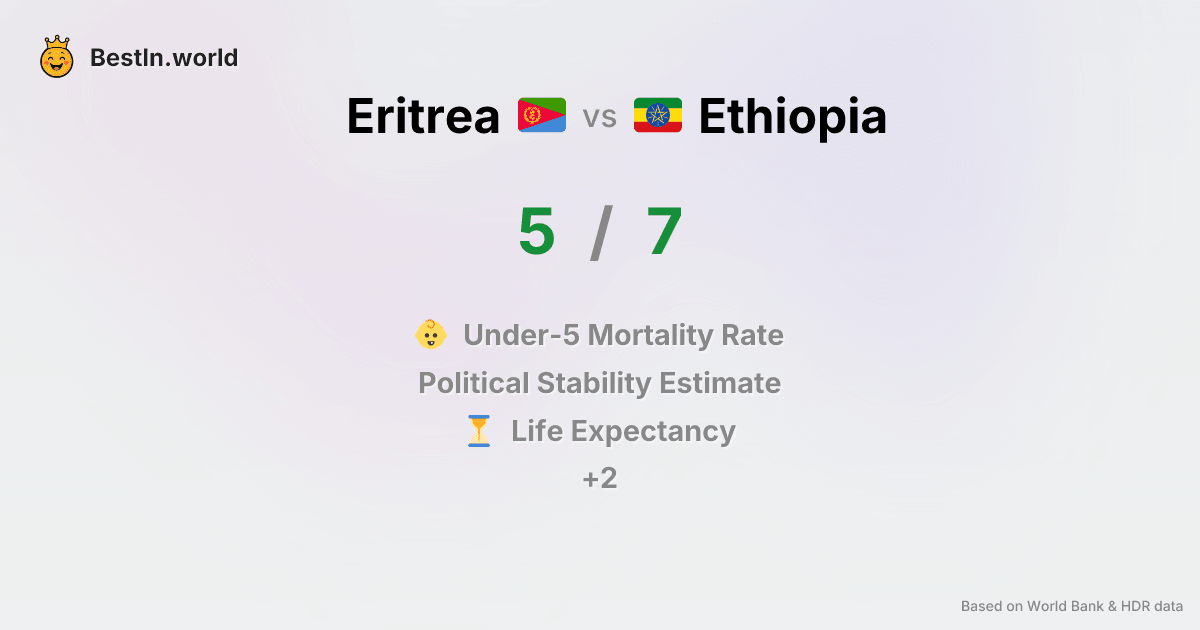 BestIn.world
Eritrea vs Ethiopia
5 / 7
Under-5 Mortality Rate
Political Stability Estimate
Life Expectancy
+2
Based on World Bank & HDR data